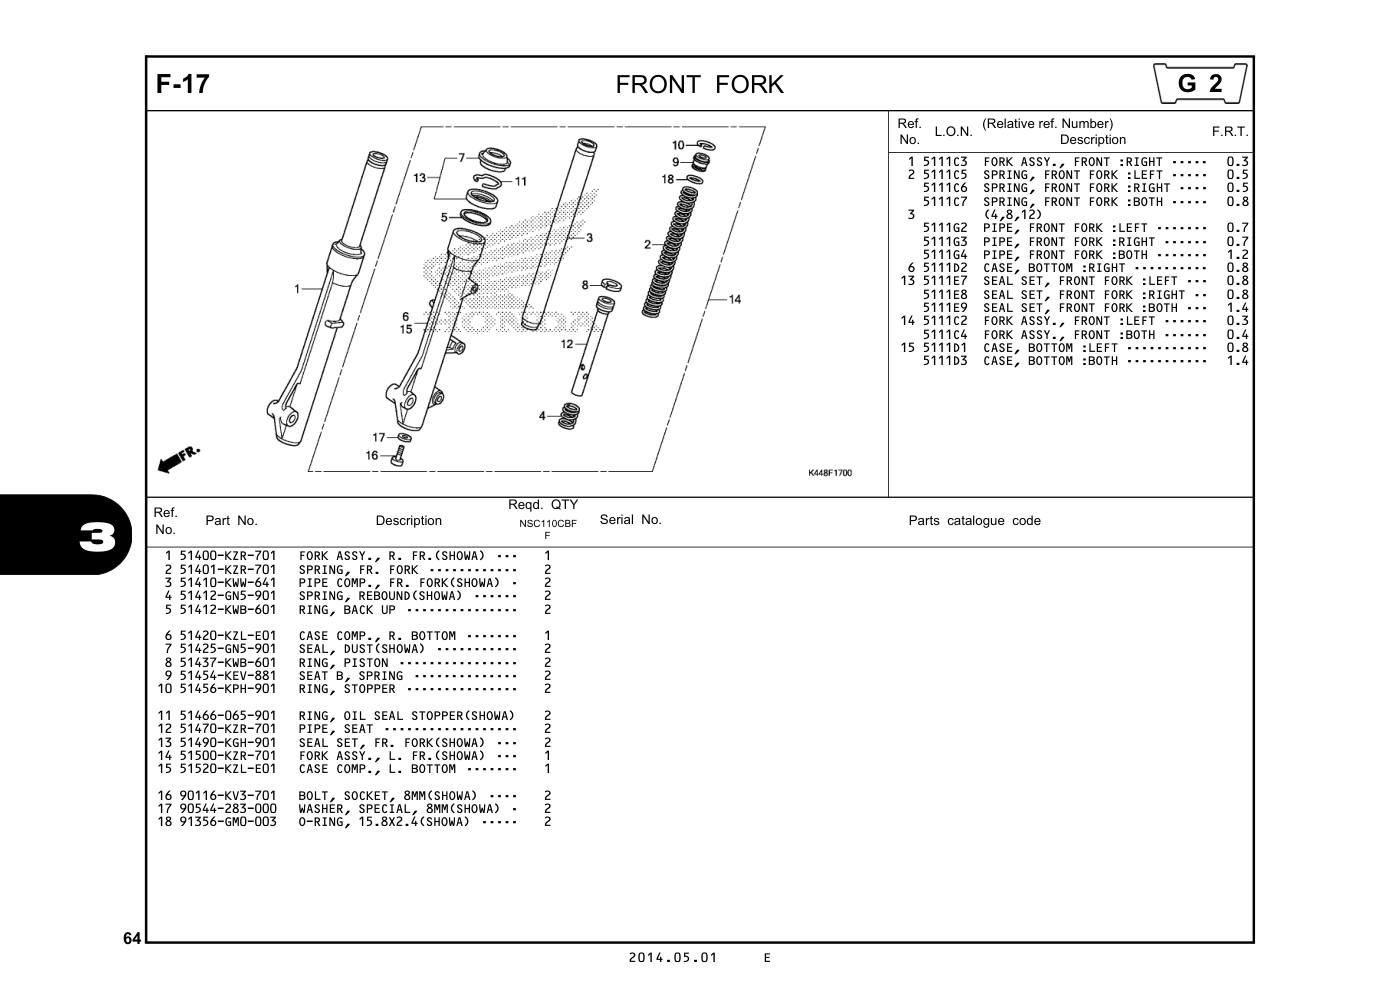 F-17
FRONT FORK
G 2
7
13
11
5
1
6
15
3
8
12
4
17
16
10
9
18
2
14
HONDA
FR.
K448F1700
Ref. No.
L.O.N.
(Relative ref. Number)
Description
F.R.T.
1 5111C3 FORK ASSY., FRONT :RIGHT ----- 0.3
2 5111C5 SPRING, FRONT FORK :LEFT ---- 0.5
5111C6 SPRING, FRONT FORK :RIGHT ---- 0.5
5111C7 SPRING, FRONT FORK :BOTH ---- 0.8
3 (4,8,12)
5111G2 PIPE, FRONT FORK :LEFT ------- 0.7
5111G3 PIPE, FRONT FORK :RIGHT ------ 0.7
5111G4 PIPE, FRONT FORK :BOTH ------- 1.2
6 5111D2 CASE, BOTTOM :RIGHT ---------- 0.8
13 5111E7 SEAL SET, FRONT FORK :LEFT --- 0.8
5111E8 SEAL SET, FRONT FORK :RIGHT -- 0.8
5111E9 SEAL SET, FRONT FORK :BOTH --- 1.4
14 5111C2 FORK ASSY., FRONT :LEFT ------ 0.3
5111C4 FORK ASSY., FRONT :BOTH ------ 0.4
15 5111D1 CASE, BOTTOM :LEFT ----------- 0.8
5111D3 CASE, BOTTOM :BOTH ----------- 1.4
3
Ref. No.
Part No.
Description
Reqd. QTY
NSC110CBF
F
Serial No.
Parts catalogue code
1 51400-KZR-701 FORK ASSY., R. FR.(SHOWA) --- 1
2 51401-KZR-701 SPRING, FR. FORK ------------ 2
3 51410-KWW-641 PIPE COMP., FR. FORK(SHOWA) - 2
4 51412-GN5-901 SPRING, REBOUND(SHOWA) ------ 2
5 51412-KWB-601 RING, BACK UP --------------- 2
6 51420-KZL-E01 CASE COMP., R. BOTTOM ------- 1
7 51425-GN5-901 SEAL, DUST(SHOWA) ----------- 2
8 51437-KWB-601 RING, PISTON ---------------- 2
9 51454-KEV-881 SEAT B, SPRING -------------- 2
10 51456-KPH-901 RING, STOPPER --------------- 2
11 51466-065-901 RING, OIL SEAL STOPPER(SHOWA) 2
12 51470-KZR-701 PIPE, SEAT ------------------ 2
13 51490-KGH-901 SEAL SET, FR. FORK(SHOWA) --- 2
14 51500-KZR-701 FORK ASSY., L. FR.(SHOWA) --- 1
15 51520-KZL-E01 CASE COMP., L. BOTTOM ------- 1
16 90116-KV3-701 BOLT, SOCKET, 8MM(SHOWA) ---- 2
17 90544-283-000 WASHER, SPECIAL, 8MM(SHOWA) - 2
18 91356-GM0-003 O-RING, 15.8X2.4(SHOWA) ----- 2
64
2014.05.01 E